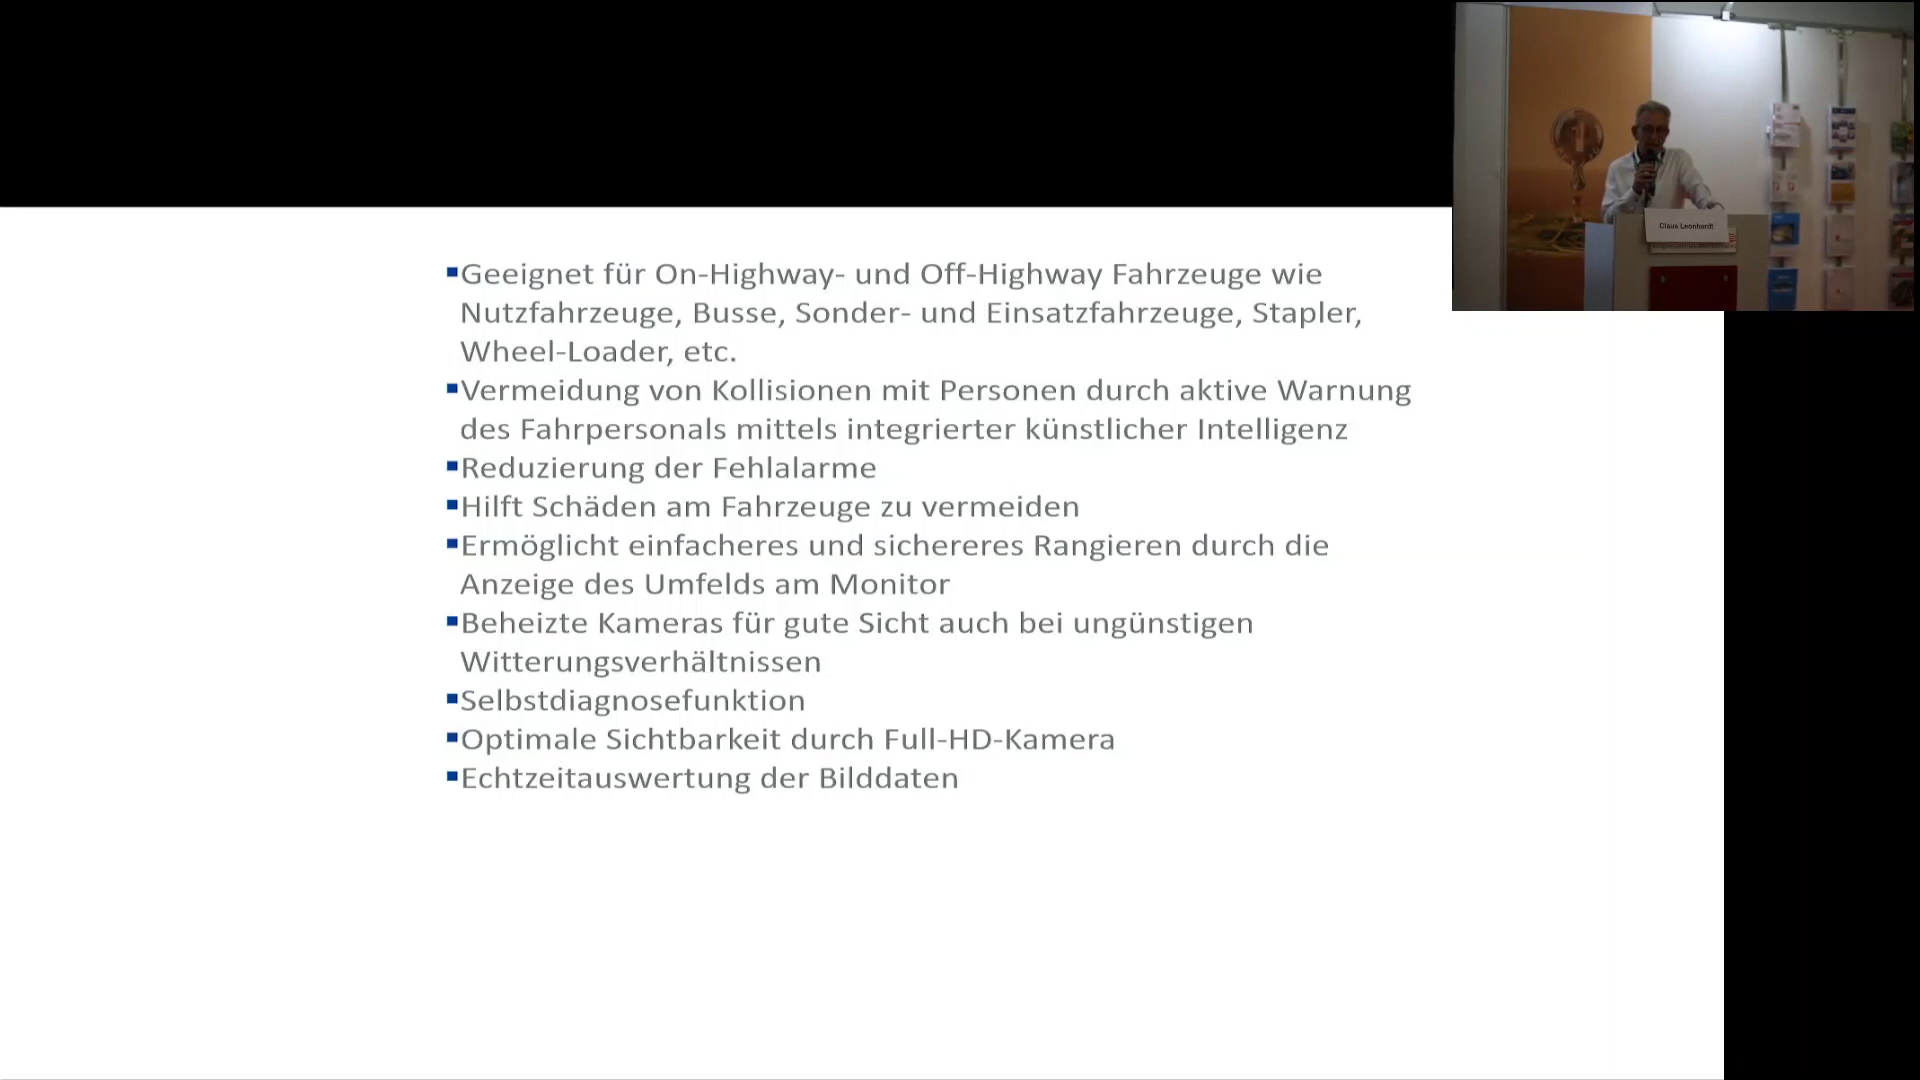 ▪Geeignet für On-Highway- und Off-Highway Fahrzeuge wie
Nutzfahrzeuge, Busse, Sonder- und Einsatzfahrzeuge, Stapler,
Wheel-Loader, etc.
▪Vermeidung von Kollisionen mit Personen durch aktive Warnung
des Fahrpersonals mittels integrierter künstlicher Intelligenz
▪Reduzierung der Fehlalarme
▪Hilft Schäden am Fahrzeuge zu vermeiden
▪Ermöglicht einfacheres und sichereres Rangieren durch die
Anzeige des Umfelds am Monitor
▪Beheizte Kameras für gute Sicht auch bei ungünstigen
Witterungsverhältnissen
▪Selbstdiagnosefunktion
▪Optimale Sichtbarkeit durch Full-HD-Kamera
▪Echtzeitauswertung der Bilddaten
Claus Leonhardt
1